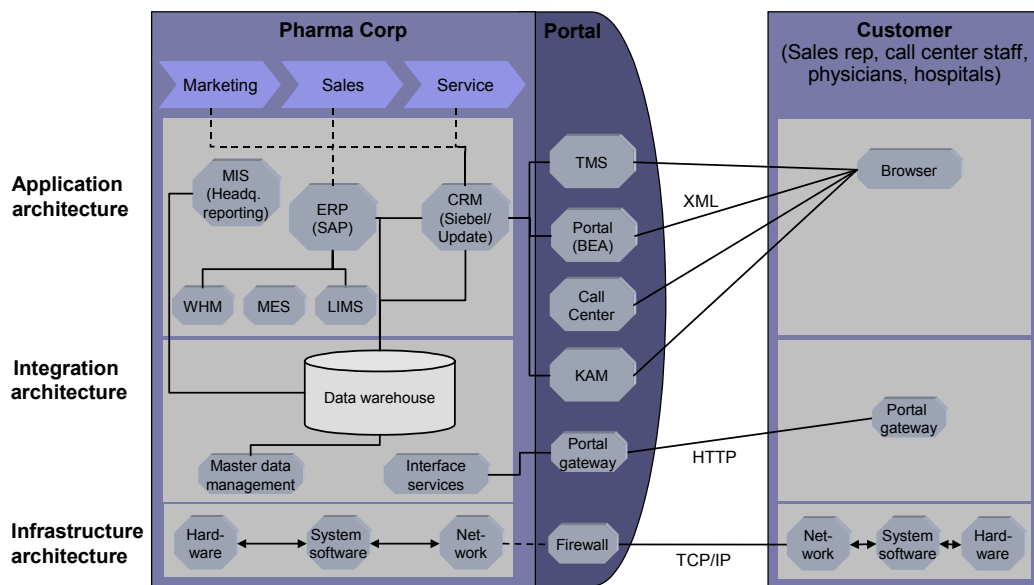 Pharma Corp
Portal
Customer
(Sales rep, call center staff,
physicians, hospitals)
Marketing
Sales
Service
Application
architecture
MIS
(Headq.
reporting)
ERP
(SAP)
CRM
(Siebel/
Update)
WHM
MES
LIMS
TMS
Portal
(BEA)
Call
Center
KAM
XML
Browser
Integration
architecture
Data warehouse
Master data
management
Interface
services
Portal
gateway
HTTP
Portal
gateway
Infrastructure
architecture
Hard-
ware
System
software
Net-
work
Firewall
TCP/IP
Net-
work
System
software
Hard-
ware